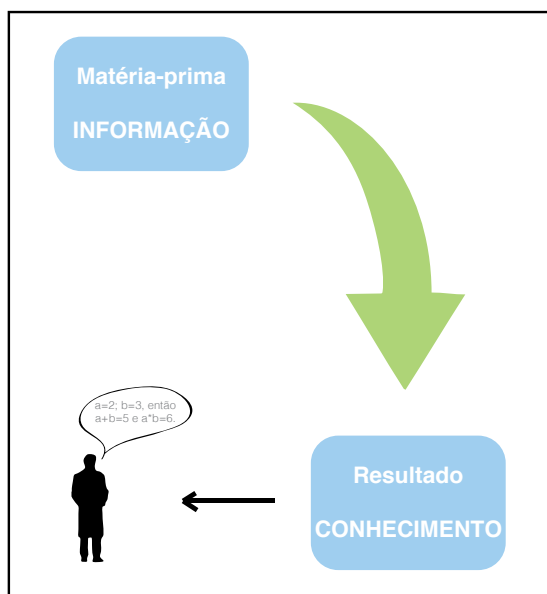 Matéria-prima
INFORMAÇÃO
a=2; b=3, então
a+b=5 e a*b=6.
Resultado
CONHECIMENTO